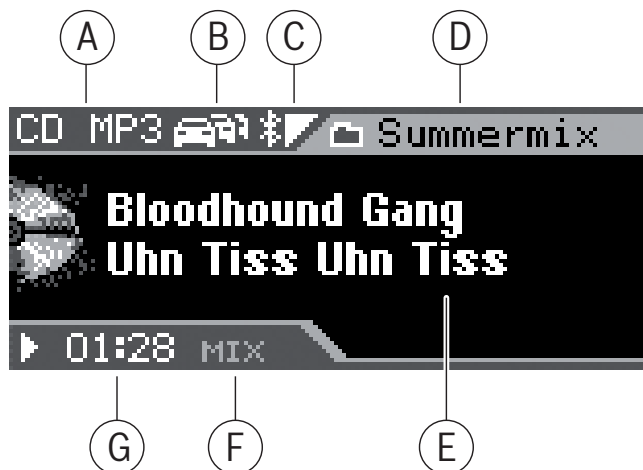 A B C D
CD MP3 Summermix
Bloodhound Gang
Uhn Tiss Uhn Tiss
01:28 MIX
G F E